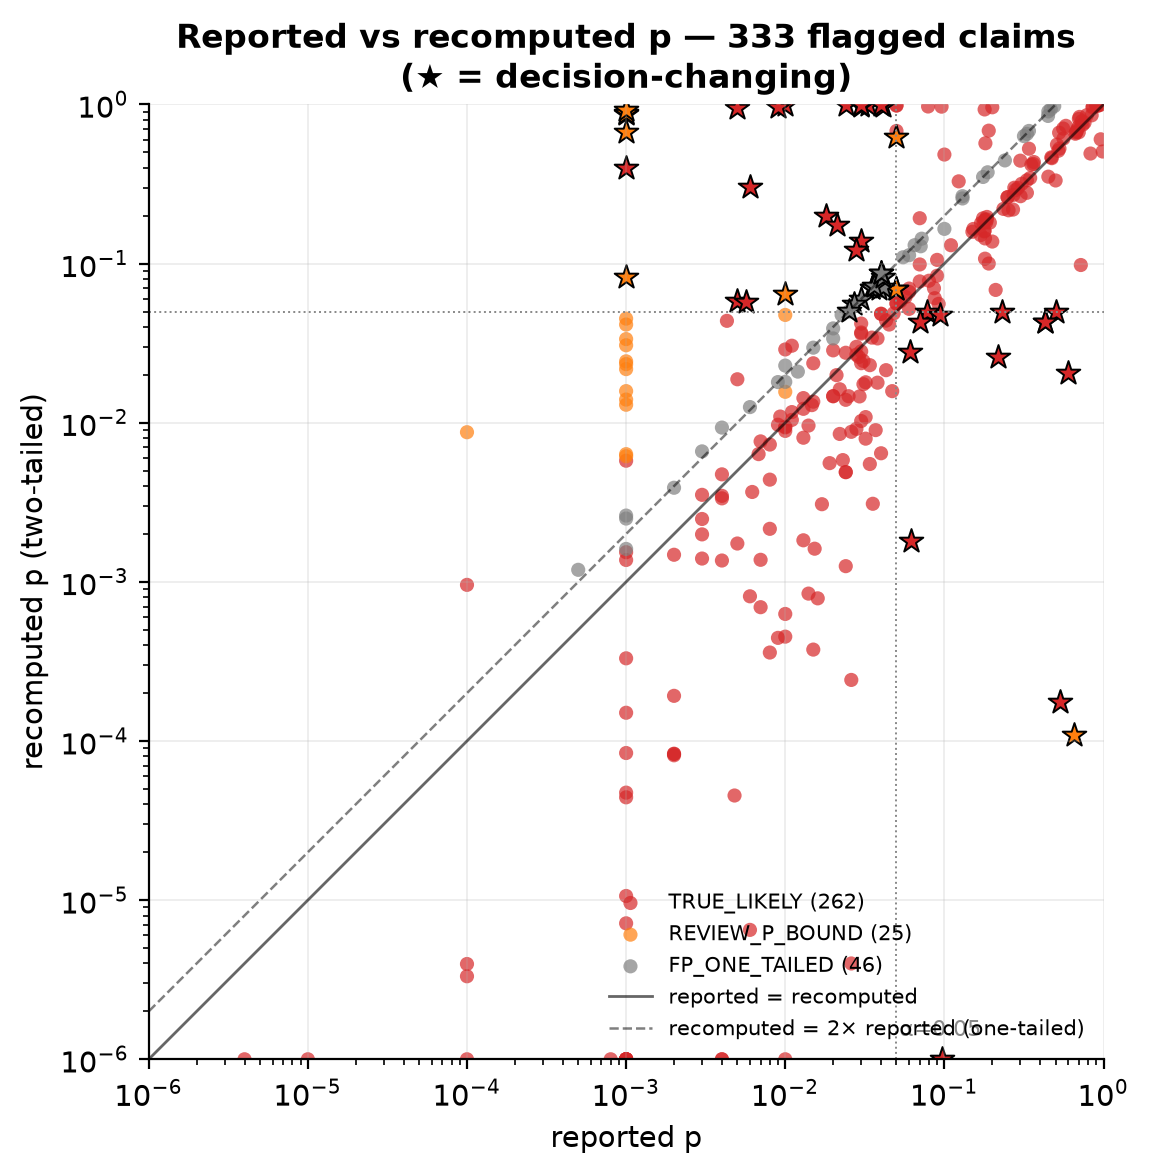 Reported vs recomputed p — 333 flagged claims
(★ = decision-changing)
recomputed p (two-tailed)
10⁰
10⁻¹
10⁻²
10⁻³
10⁻⁴
10⁻⁵
10⁻⁶
TRUE_LIKELY (262)
REVIEW_P_BOUND (25)
FP_ONE_TAILED (46)
reported = recomputed
recomputed = 2× reported (one-tailed)
10⁻⁶ 10⁻⁵ 10⁻⁴ 10⁻³ 10⁻² 10⁻¹ 10⁰
reported p